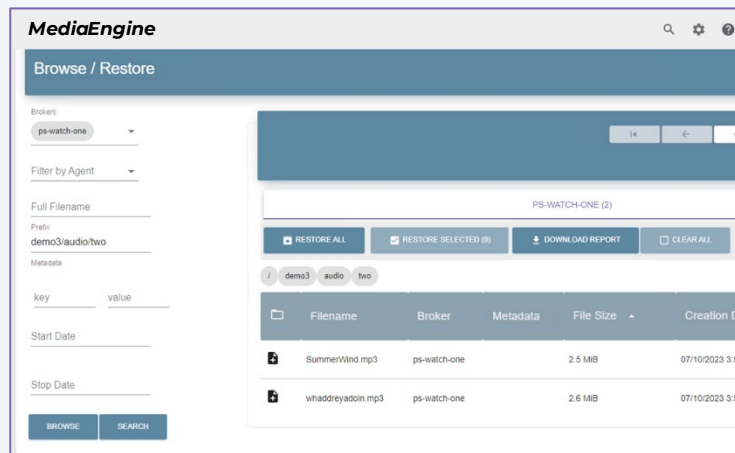 MediaEngine
Browse / Restore
Brokers
ps-watch-one
Filter by Agent
Full Filename
Prefix
demo3/audio/two
Metadata
key value
Start Date
Stop Date
BROWSE SEARCH
PS-WATCH-ONE (2)
RESTORE ALL RESTORE SELECTED (0) DOWNLOAD REPORT CLEAR ALL
/ demo3 audio two
Filename Broker Metadata File Size Creation D
SummerWind.mp3 ps-watch-one 2.5 MiB 07/10/2023 3:
whaddreyadoin.mp3 ps-watch-one 2.6 MiB 07/10/2023 3: